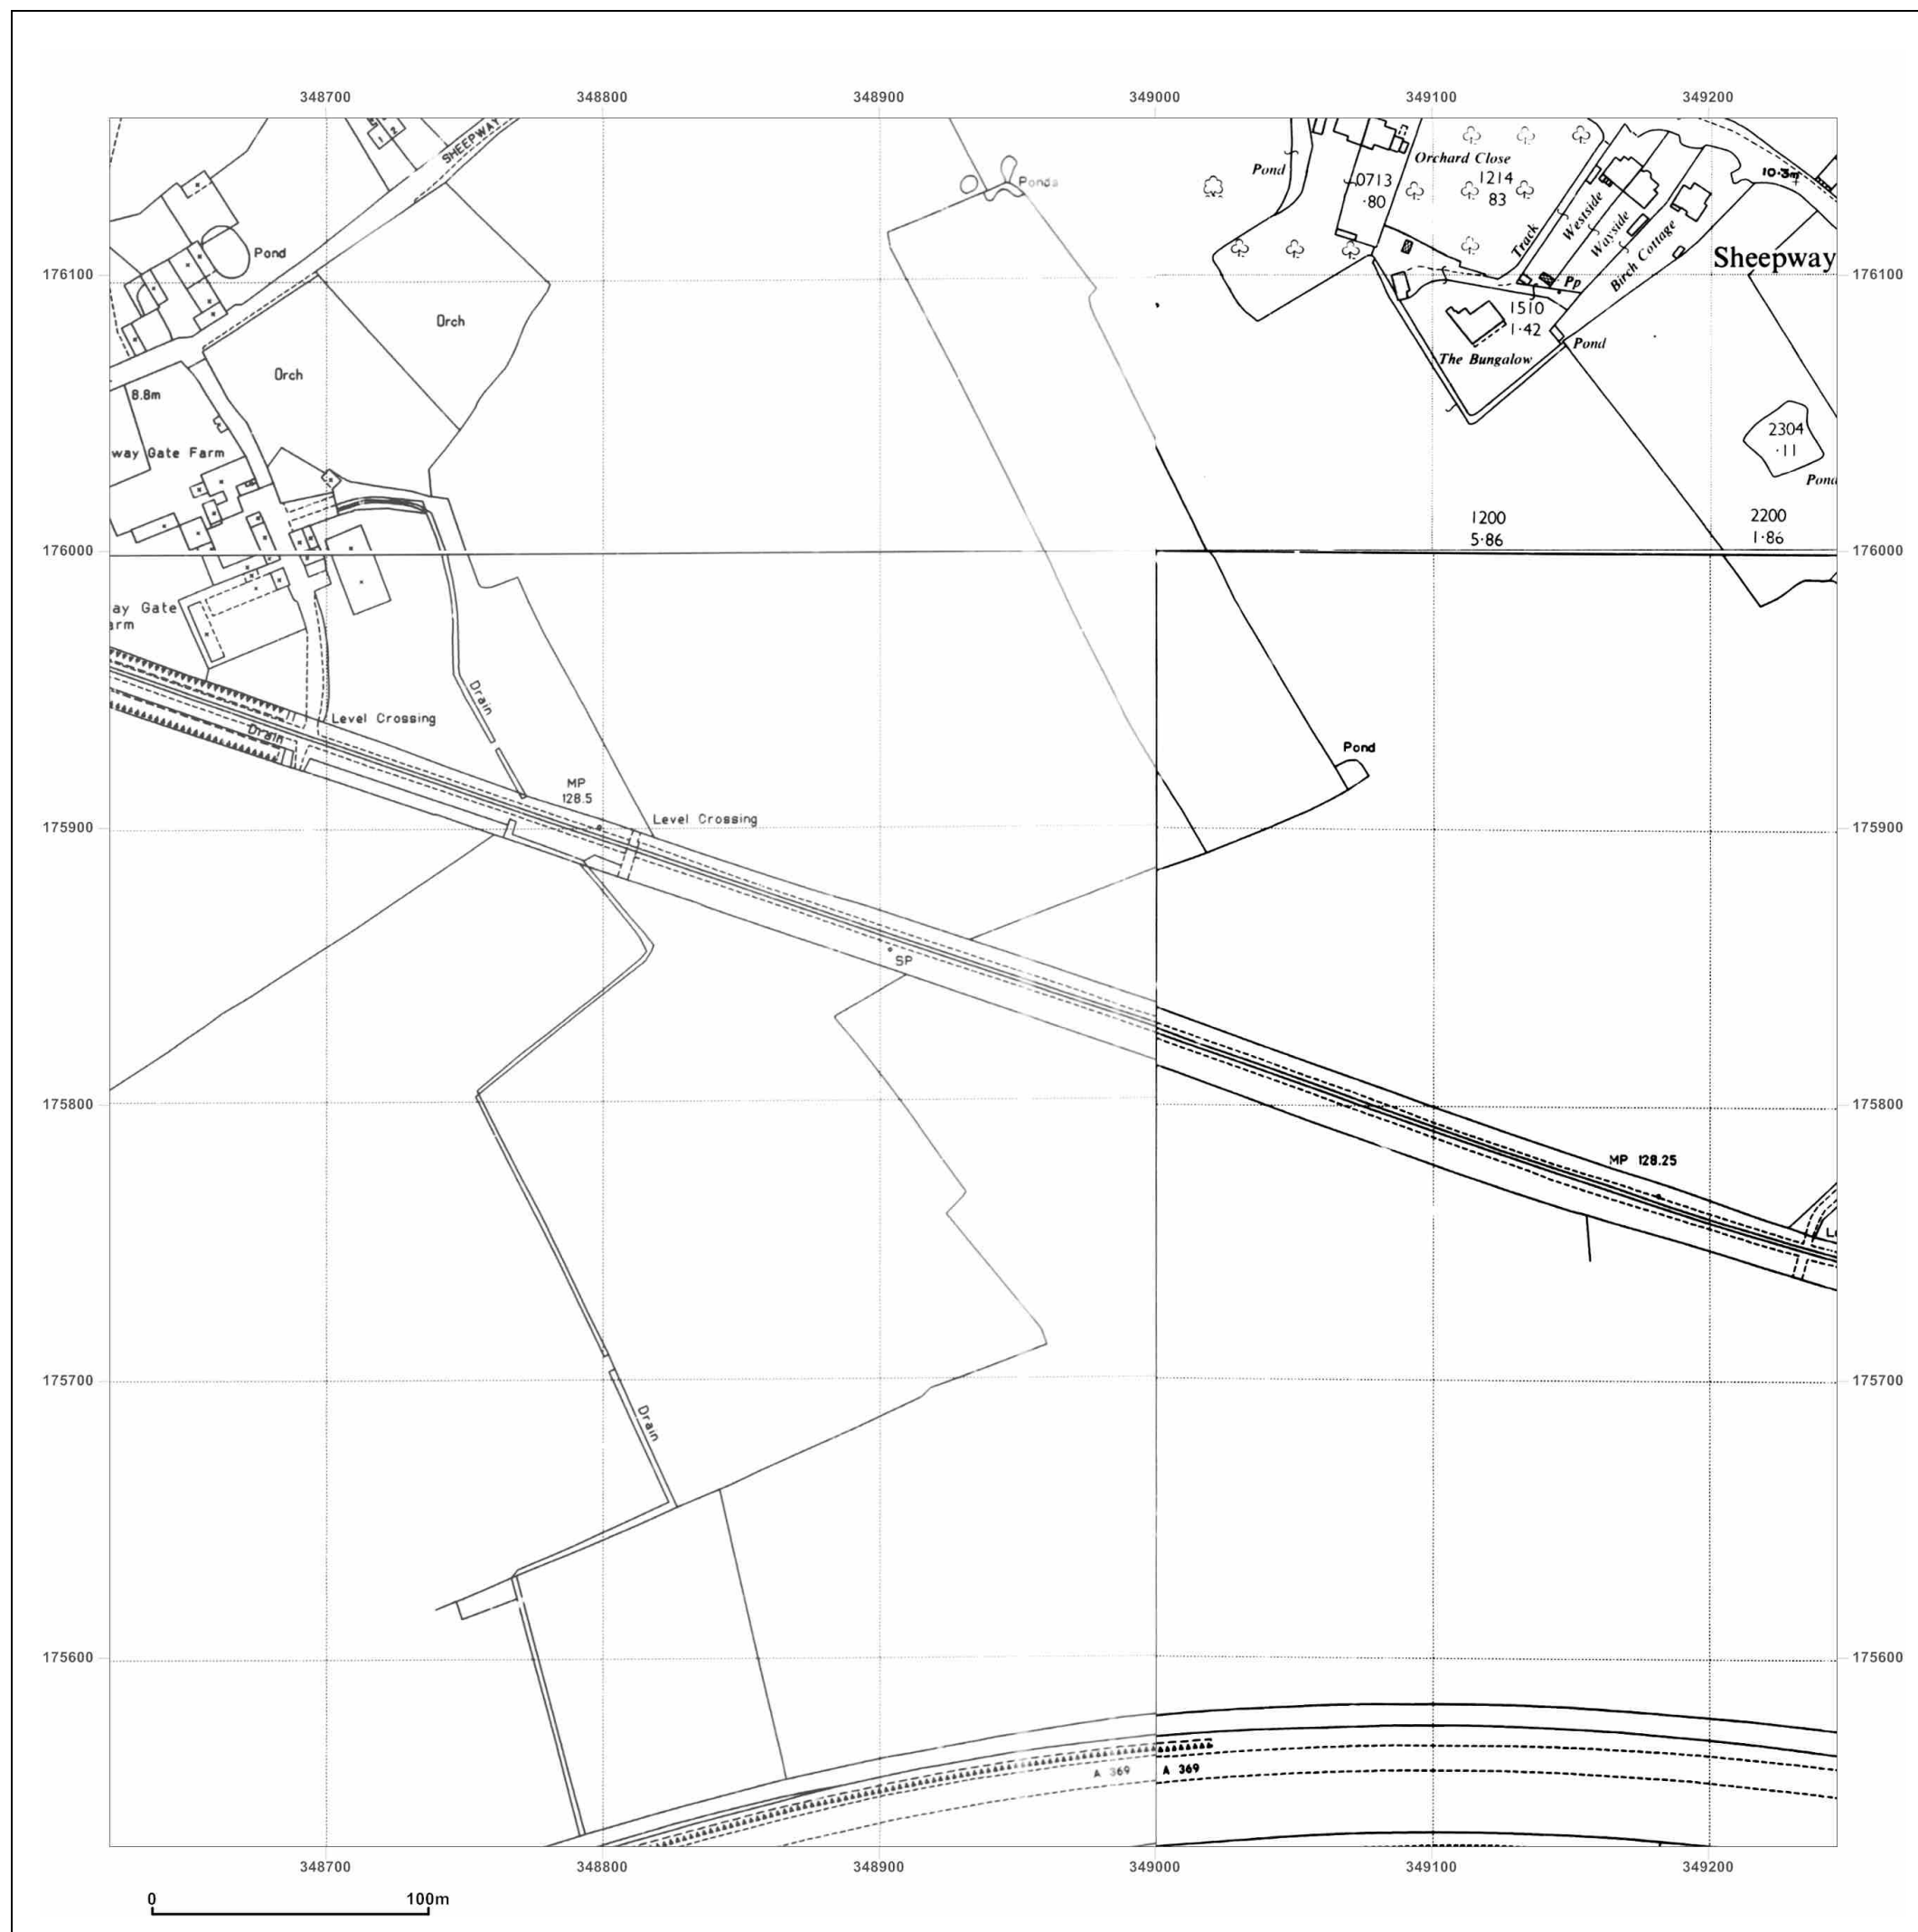 348700 348800 348900 349000 349100 349200
SHEEPWAY
1 2
Pond
Ponds
Pond
Orchard Close
0713
·80
1214
83
Track
Westside
Wayside
Birch Cottage
10·3m
Sheepway
176100
176100
Orch
Orch
8.8m
Pp
1510
1·42
The Bungalow
Pond
2304
·11
Pond
way Gate Farm
1200
5·86
2200
1·86
176000
176000
ay Gate
arm
Drain
Level Crossing
Drain
Pond
MP
128.5
Level Crossing
175900
175900
SP
175800
175800
MP 128.25
175700
175700
Drain
175600
175600
A 369
A 369
348700 348800 348900 349000 349100 349200
0 100m